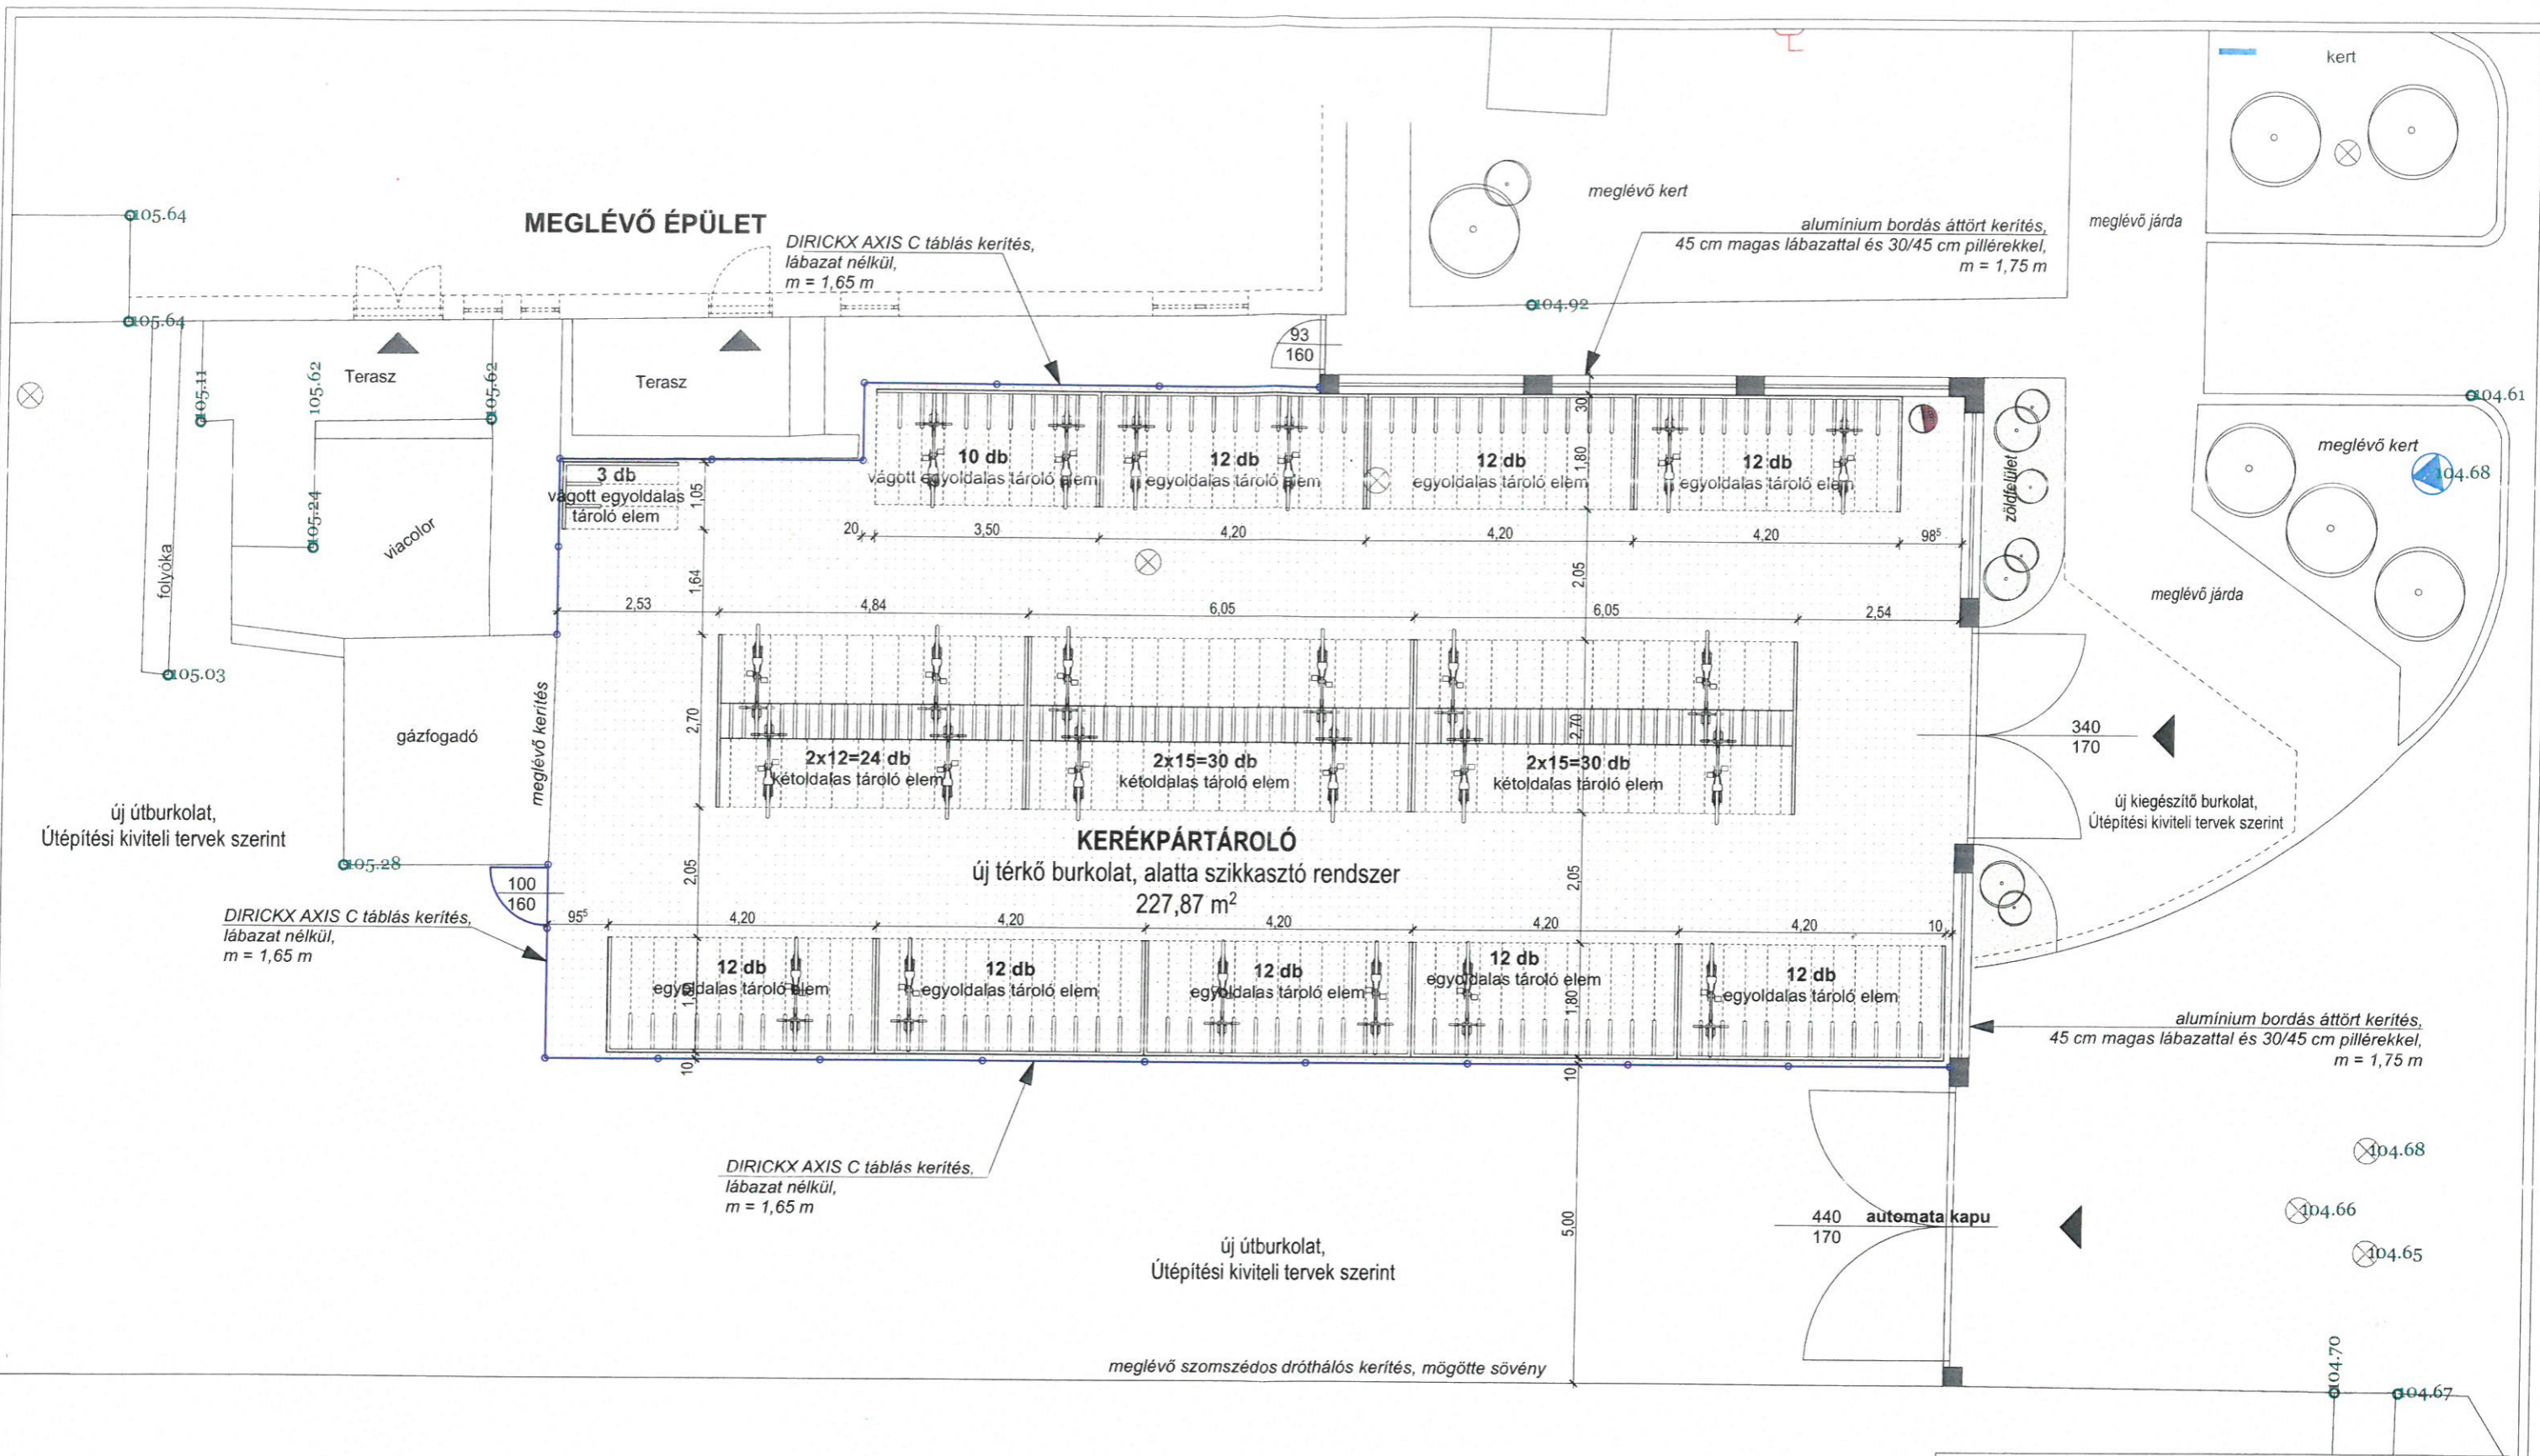 kert
meglévő kert
meglévő járda
105.64
MEGLÉVŐ ÉPÜLET
DIRICKX AXIS C táblás kerítés,
lábazat nélkül,
m = 1,65 m
alumínium bordás áttört kerítés,
45 cm magas lábazattal és 30/45 cm pillérekkel,
m = 1,75 m
104.92
105.64
93
160
105.11
105.62
Terasz
105.62
Terasz
104.61
30
10 db
vágott egyoldalas tároló elem
12 db
egyoldalas tároló elem
12 db
egyoldalas tároló elem
12 db
egyoldalas tároló elem
1,80
zöldfelület
meglévő kert
104.68
3 db
vágott egyoldalas
tároló elem
1,05
105.24
viacolor
folyóka
20
3,50
4,20
4,20
4,20
98⁵
1,64
2,05
meglévő járda
2,53
4,84
6,05
6,05
2,54
105.03
meglévő kerítés
gázfogadó
2,70
2,70
340
170
2x12=24 db
kétoldalas tároló elem
2x15=30 db
kétoldalas tároló elem
2x15=30 db
kétoldalas tároló elem
új útburkolat,
Útépítési kiviteli tervek szerint
új kiegészítő burkolat,
Útépítési kiviteli tervek szerint
KERÉKPÁRTÁROLÓ
új térkő burkolat, alatta szikkasztó rendszer
227,87 m²
105.28
2,05
2,05
100
160
DIRICKX AXIS C táblás kerítés,
lábazat nélkül,
m = 1,65 m
95⁵
4,20
4,20
4,20
4,20
4,20
10
12 db
egyoldalas tároló elem
12 db
egyoldalas tároló elem
12 db
egyoldalas tároló elem
12 db
egyoldalas tároló elem
12 db
egyoldalas tároló elem
1,80
1,80
alumínium bordás áttört kerítés,
45 cm magas lábazattal és 30/45 cm pillérekkel,
m = 1,75 m
10
10
DIRICKX AXIS C táblás kerítés,
lábazat nélkül,
m = 1,65 m
104.68
104.66
104.65
5,00
440
170
automata kapu
új útburkolat,
Útépítési kiviteli tervek szerint
meglévő szomszédos dróthálós kerítés, mögötte sövény
104.70
104.67